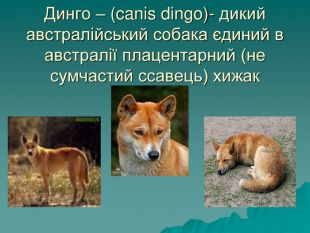 Динго – (canis dingo)- дикий
австралійський собака єдиний в
австралії плацентарний (не
сумчастий ссавець) хижак